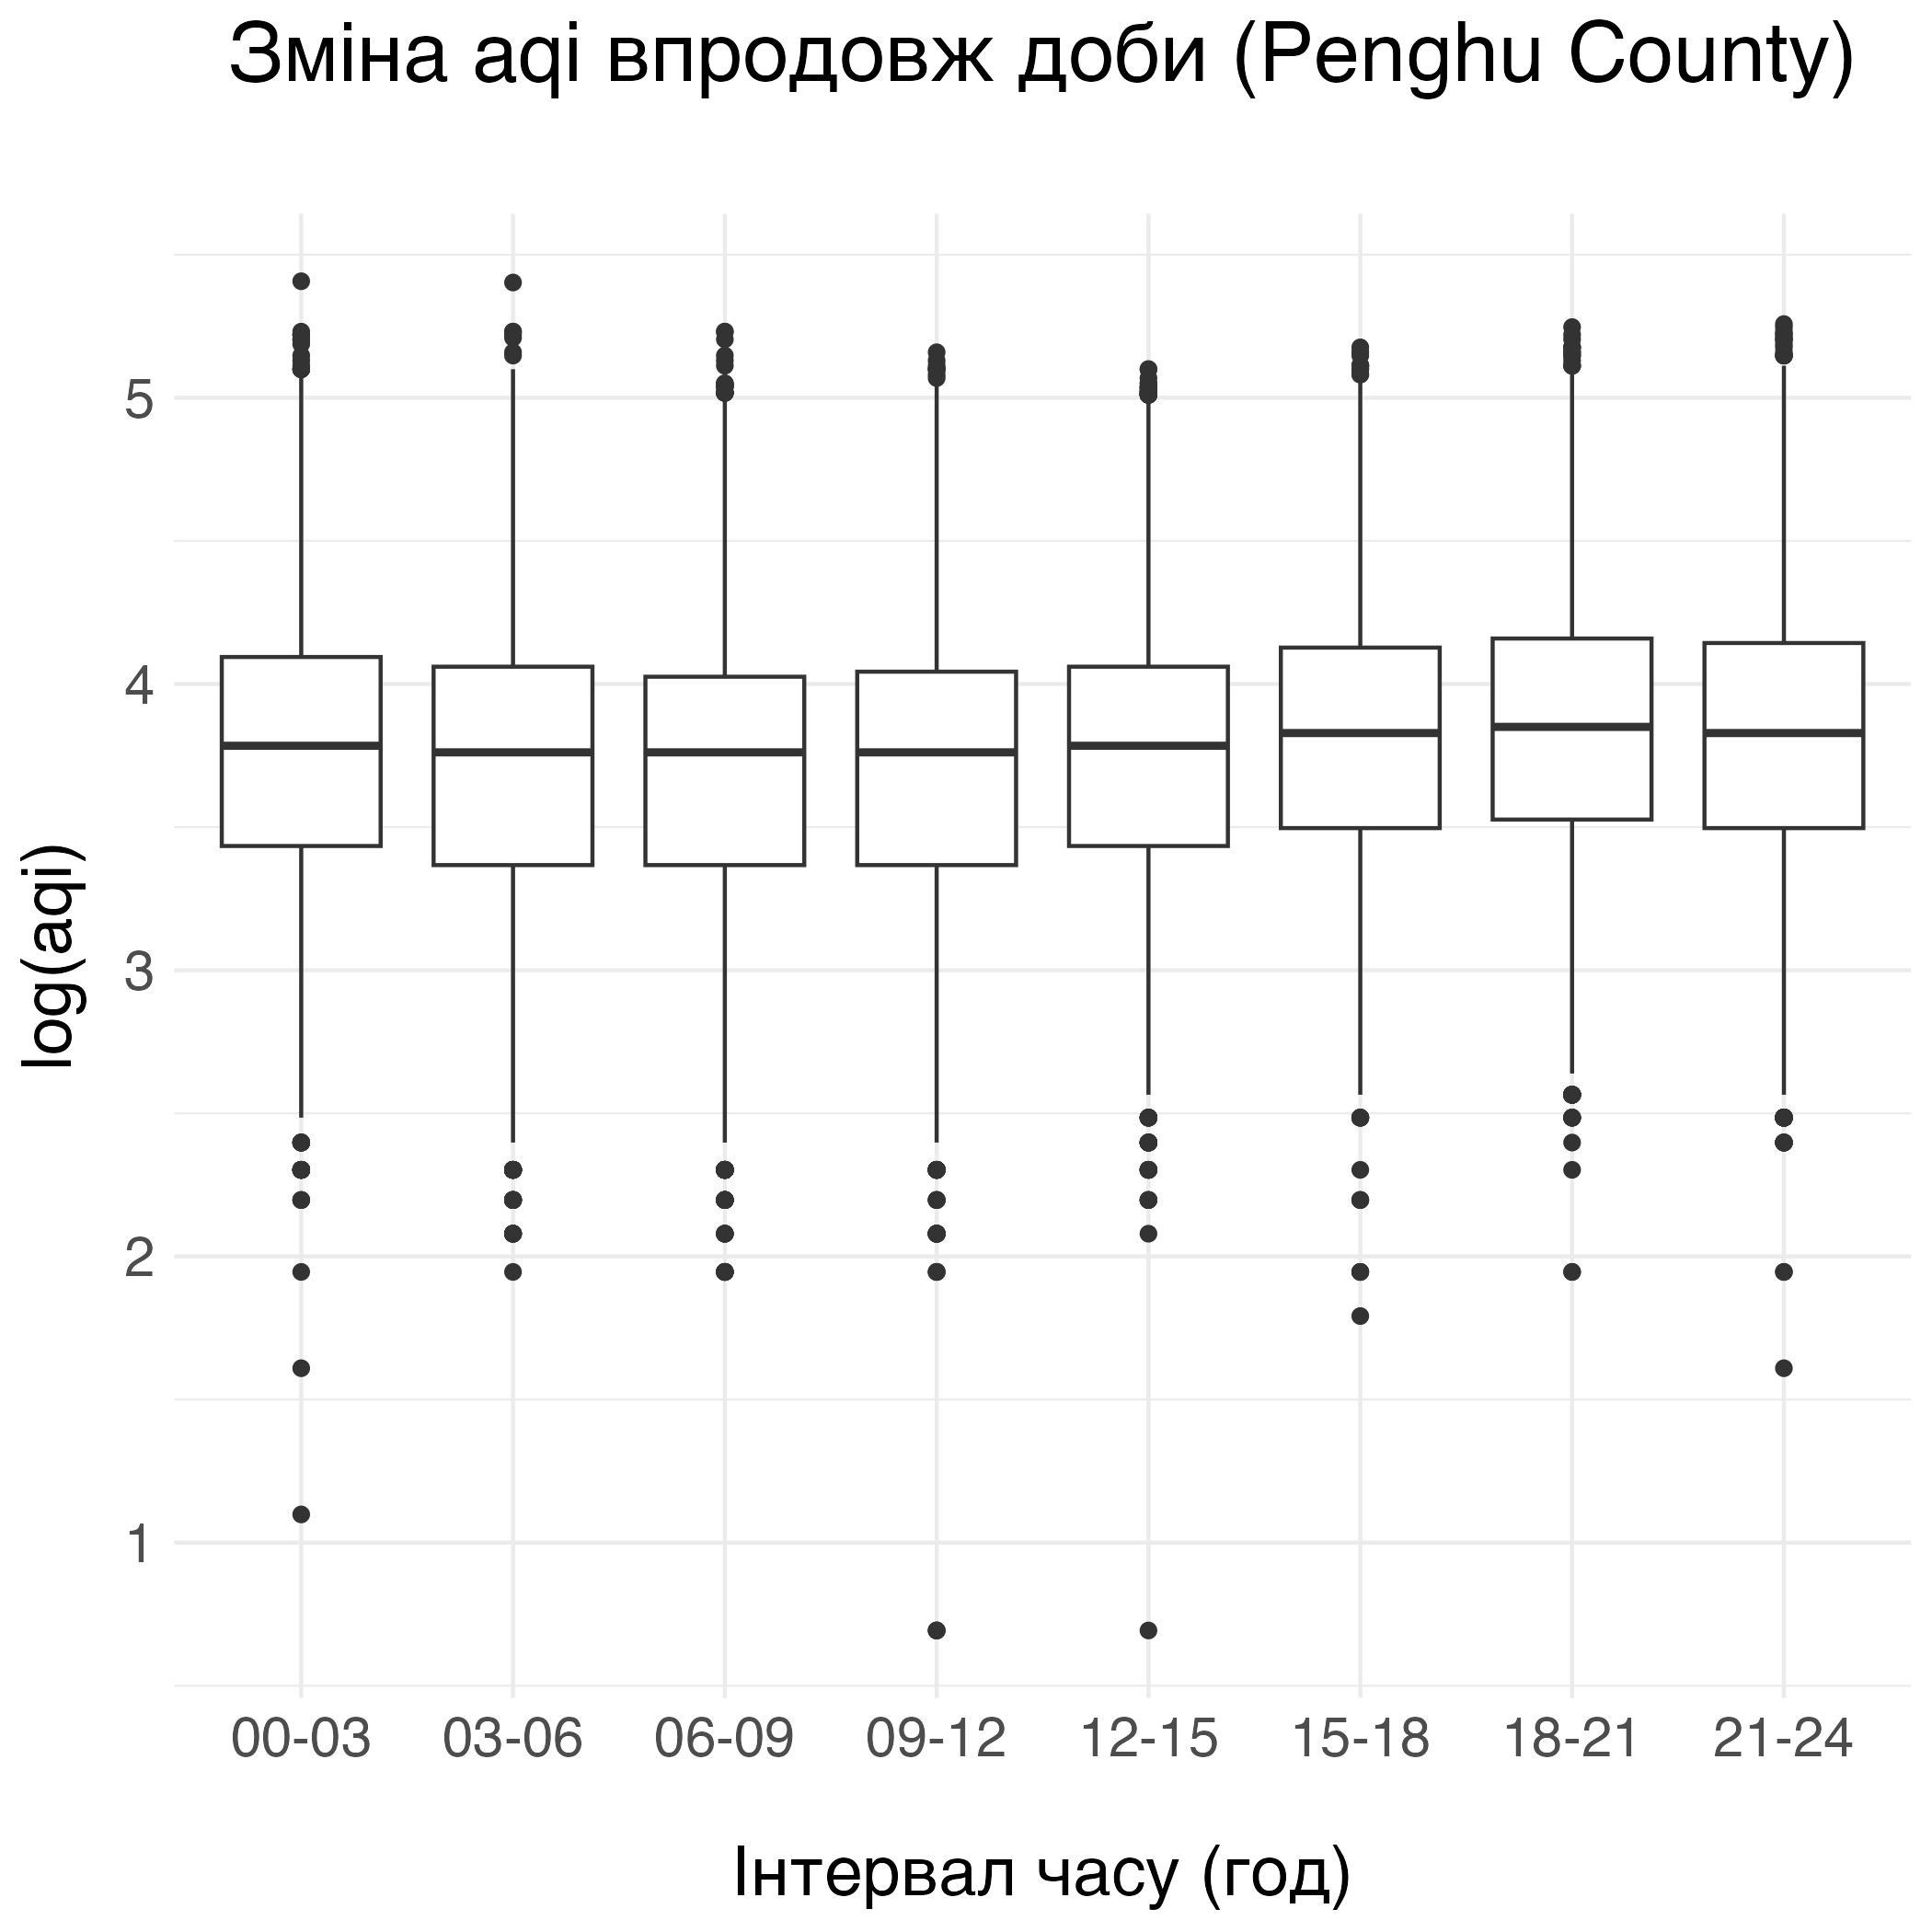 Зміна aqi впродовж доби (Penghu County)
log(aqi)
5
4
3
2
1
00-03 03-06 06-09 09-12 12-15 15-18 18-21 21-24
Інтервал часу (год)